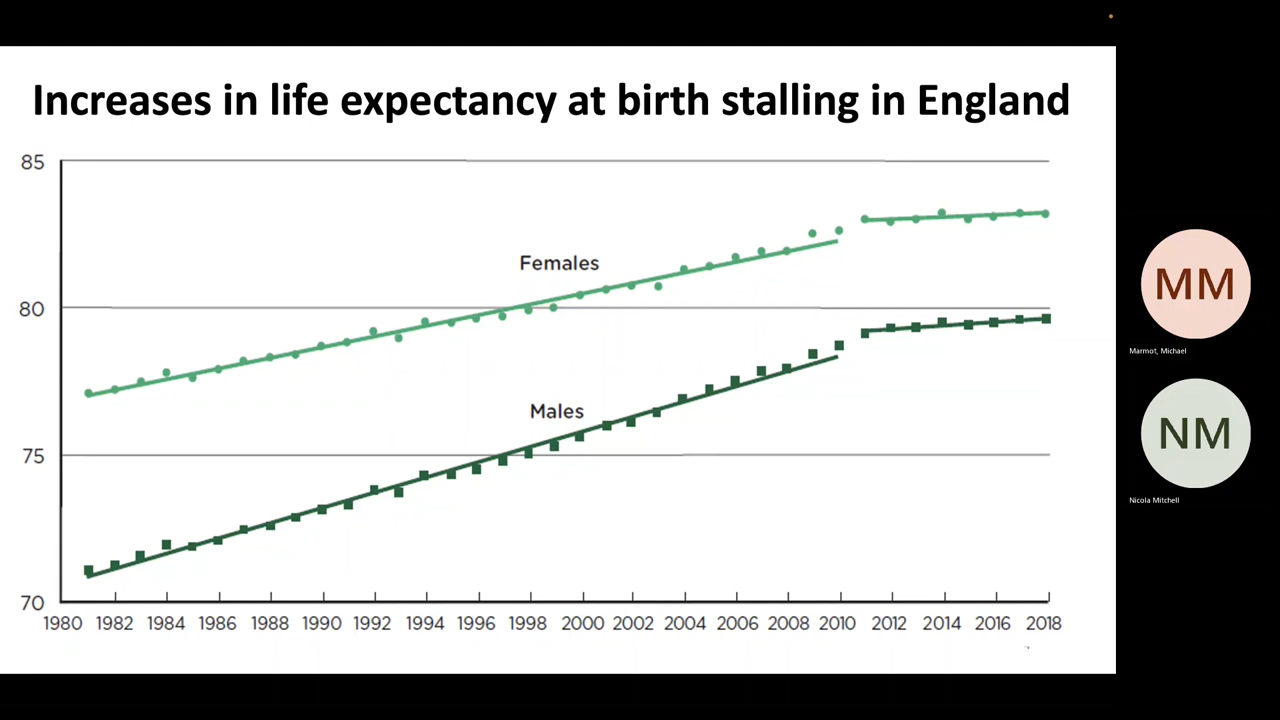 Increases in life expectancy at birth stalling in England
85
Females
80
Males
75
70
1980 1982 1984 1986 1988 1990 1992 1994 1996 1998 2000 2002 2004 2006 2008 2010 2012 2014 2016 2018
MM
Marmot, Michael
NM
Nicola Mitchell